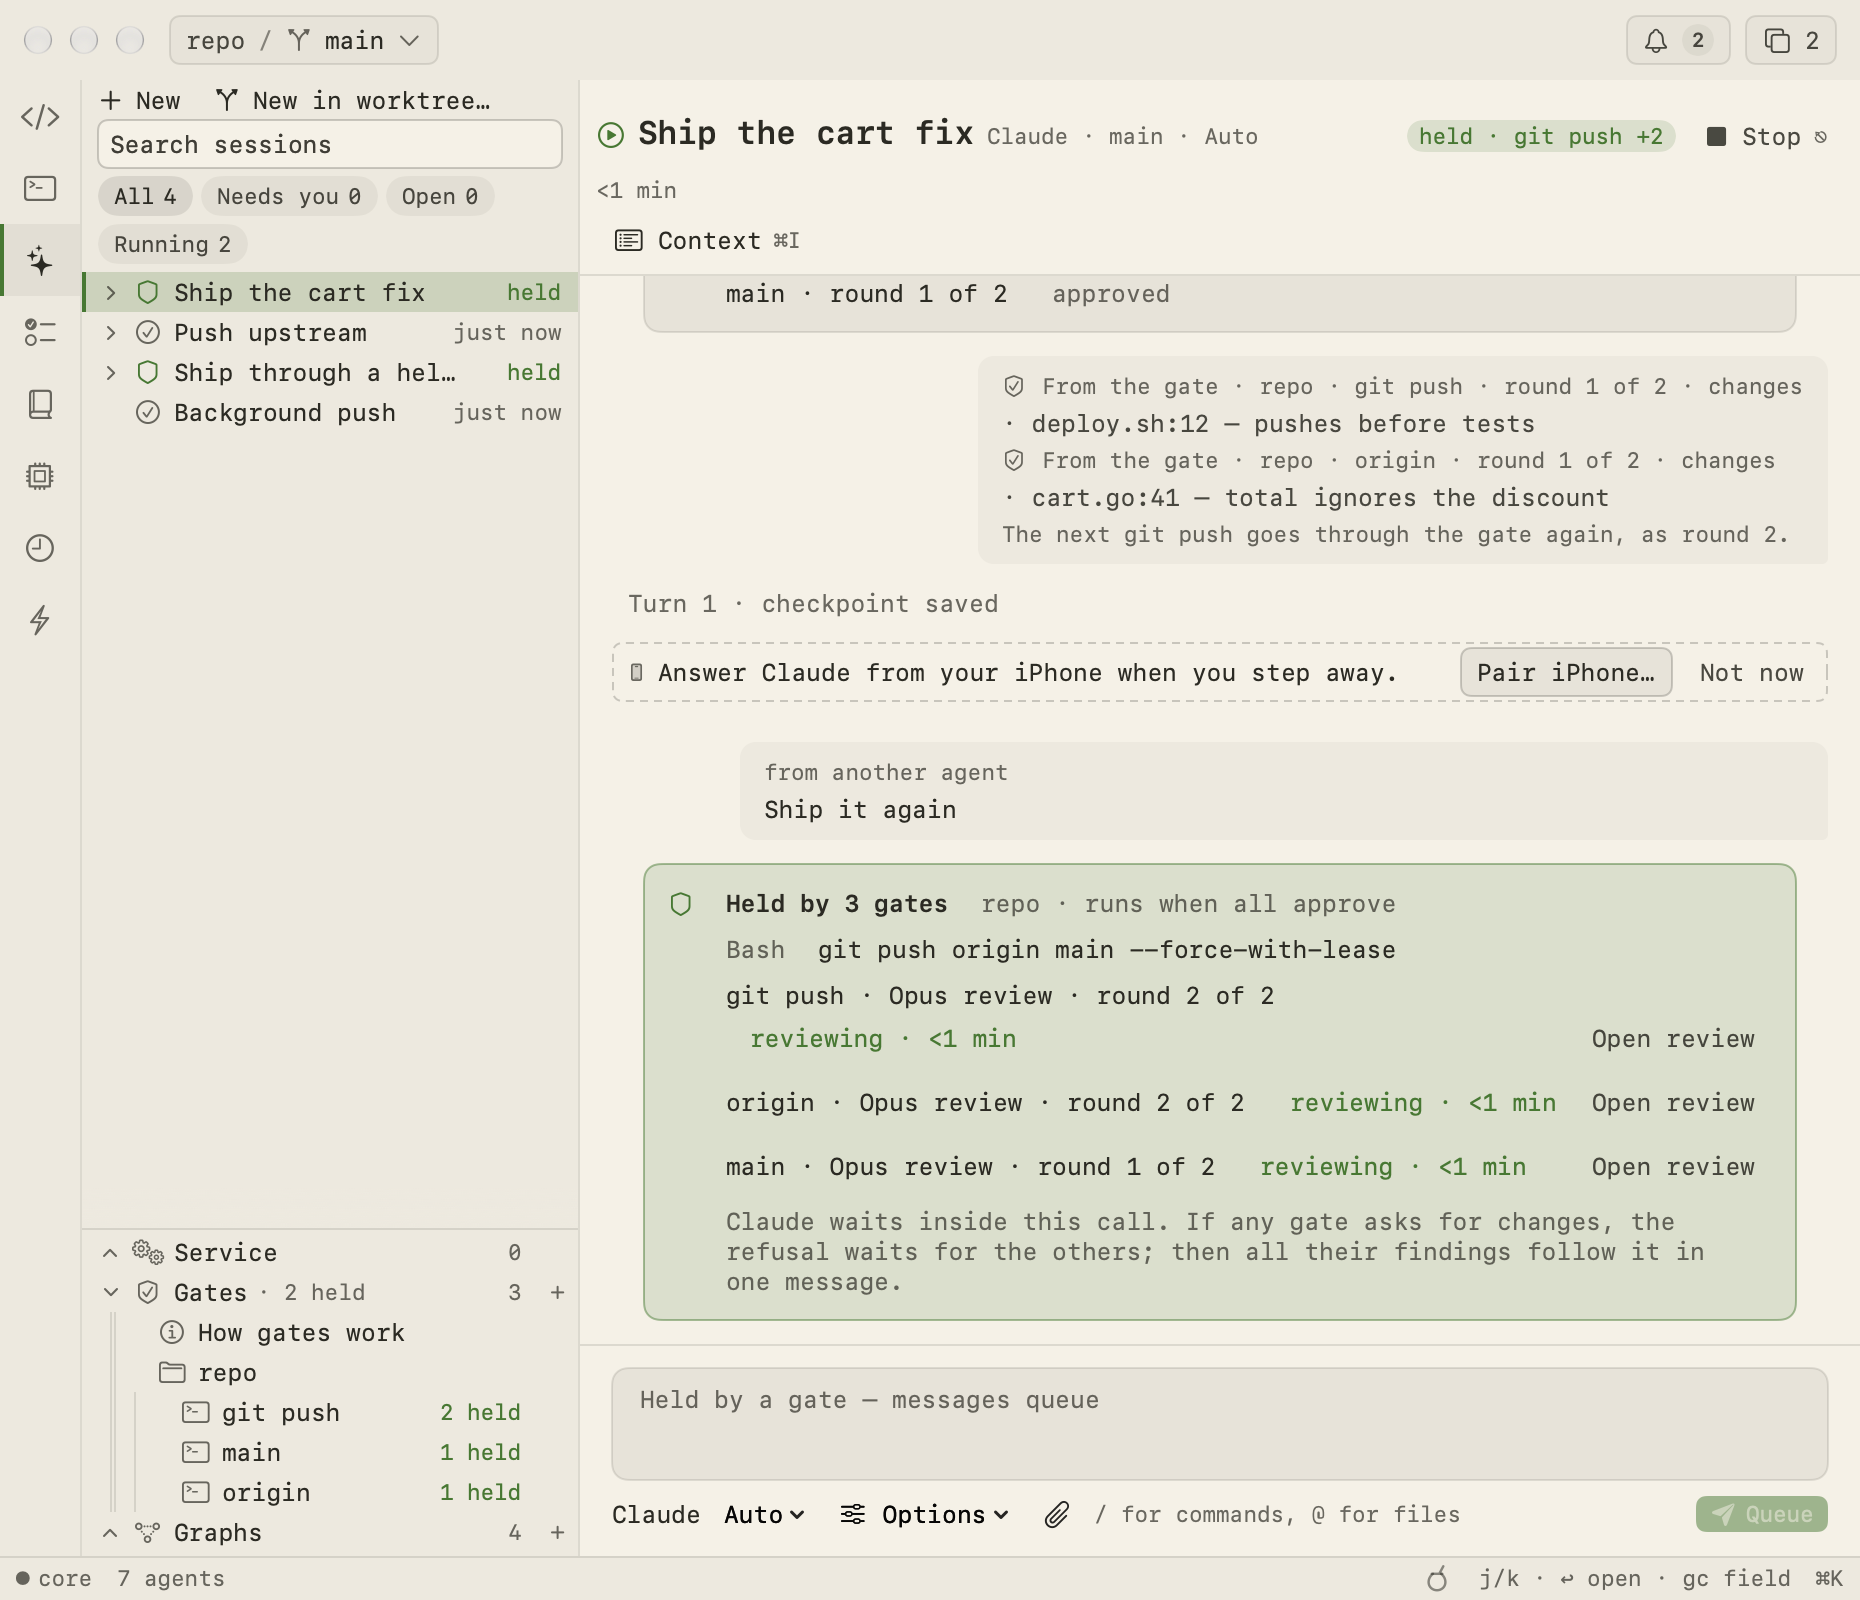 repo / main
2
2
+ New New in worktree…
Search sessions
All 4 Needs you 0 Open 0
Running 2
Ship the cart fix held
Push upstream just now
Ship through a hel… held
Background push just now
Service 0
Gates · 2 held 3 +
How gates work
repo
git push 2 held
main 1 held
origin 1 held
Graphs 4 +
Ship the cart fix Claude · main · Auto held · git push +2 Stop
<1 min
Context ⌘I
main · round 1 of 2 approved
From the gate · repo · git push · round 1 of 2 · changes
· deploy.sh:12 — pushes before tests
From the gate · repo · origin · round 1 of 2 · changes
· cart.go:41 — total ignores the discount
The next git push goes through the gate again, as round 2.
Turn 1 · checkpoint saved
Answer Claude from your iPhone when you step away. Pair iPhone… Not now
from another agent
Ship it again
Held by 3 gates repo · runs when all approve
Bash git push origin main --force-with-lease
git push · Opus review · round 2 of 2
reviewing · <1 min Open review
origin · Opus review · round 2 of 2 reviewing · <1 min Open review
main · Opus review · round 1 of 2 reviewing · <1 min Open review
Claude waits inside this call. If any gate asks for changes, the
refusal waits for the others; then all their findings follow it in
one message.
Held by a gate — messages queue
Claude Auto Options / for commands, @ for files Queue
core 7 agents j/k · ↩ open · gc field ⌘K